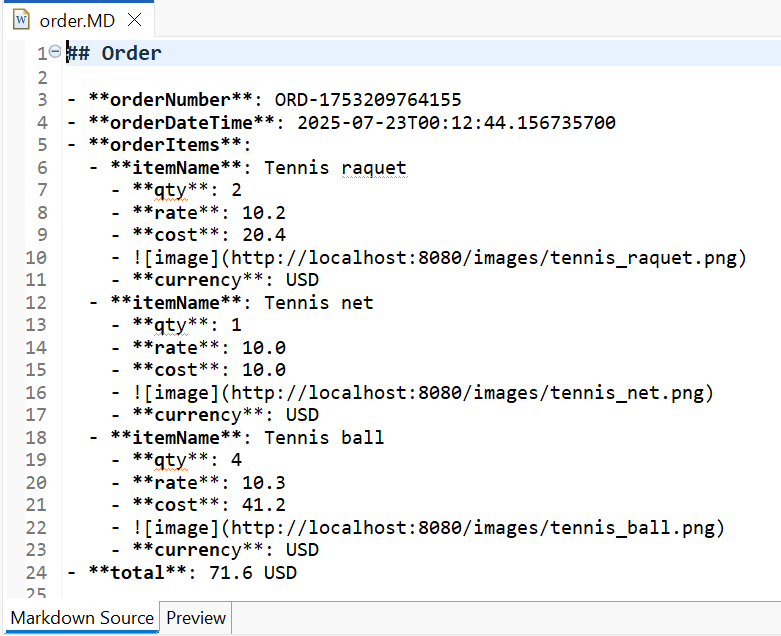 order.MD
1 ## Order
2
3 - **orderNumber**: ORD-1753209764155
4 - **orderDateTime**: 2025-07-23T00:12:44.156735700
5 - **orderItems**:
6   - **itemName**: Tennis raquet
7     - **qty**: 2
8     - **rate**: 10.2
9     - **cost**: 20.4
10     - ![image](http://localhost:8080/images/tennis_raquet.png)
11     - **currency**: USD
12   - **itemName**: Tennis net
13     - **qty**: 1
14     - **rate**: 10.0
15     - **cost**: 10.0
16     - ![image](http://localhost:8080/images/tennis_net.png)
17     - **currency**: USD
18   - **itemName**: Tennis ball
19     - **qty**: 4
20     - **rate**: 10.3
21     - **cost**: 41.2
22     - ![image](http://localhost:8080/images/tennis_ball.png)
23     - **currency**: USD
24 - **total**: 71.6 USD
25
Markdown Source Preview